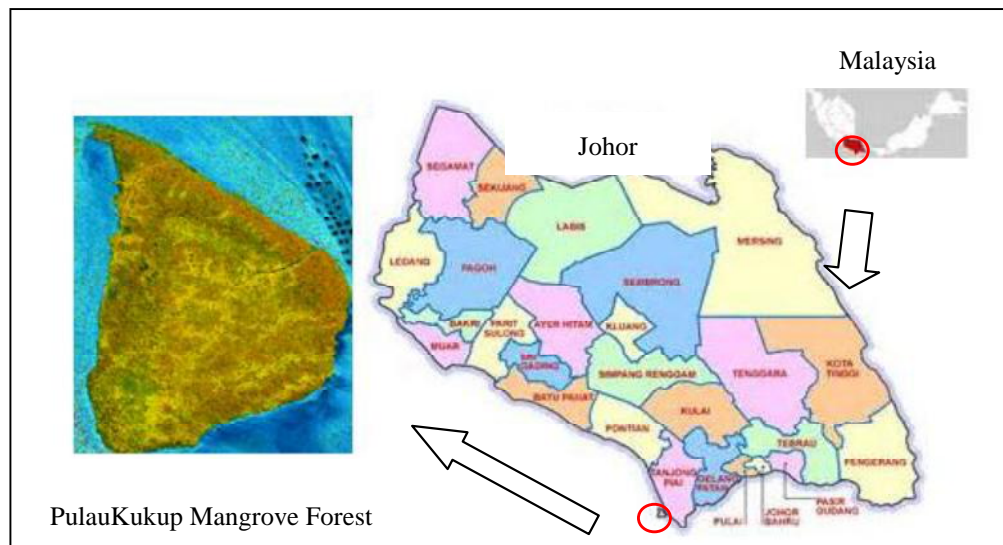 Malaysia
Johor
SEGAMAT
SEKIJANG
LABIS
MERSING
LEDANG
PAGOH
SEMBRONG
BAKRI
PARIT
SULONG
AYER HITAM
KLUANG
MUAR
SRI
GADING
SIMPANG RENGGAM
TENGGARA
KOTA
TINGGI
BATU PAHAT
KULAI
PONTIAN
TEBRAU
PENGERANG
TANJONG
PIAI
GELANG
PATAH
PASIR
GUDANG
PULAI
JOHOR
BAHRU
PulauKukup Mangrove Forest